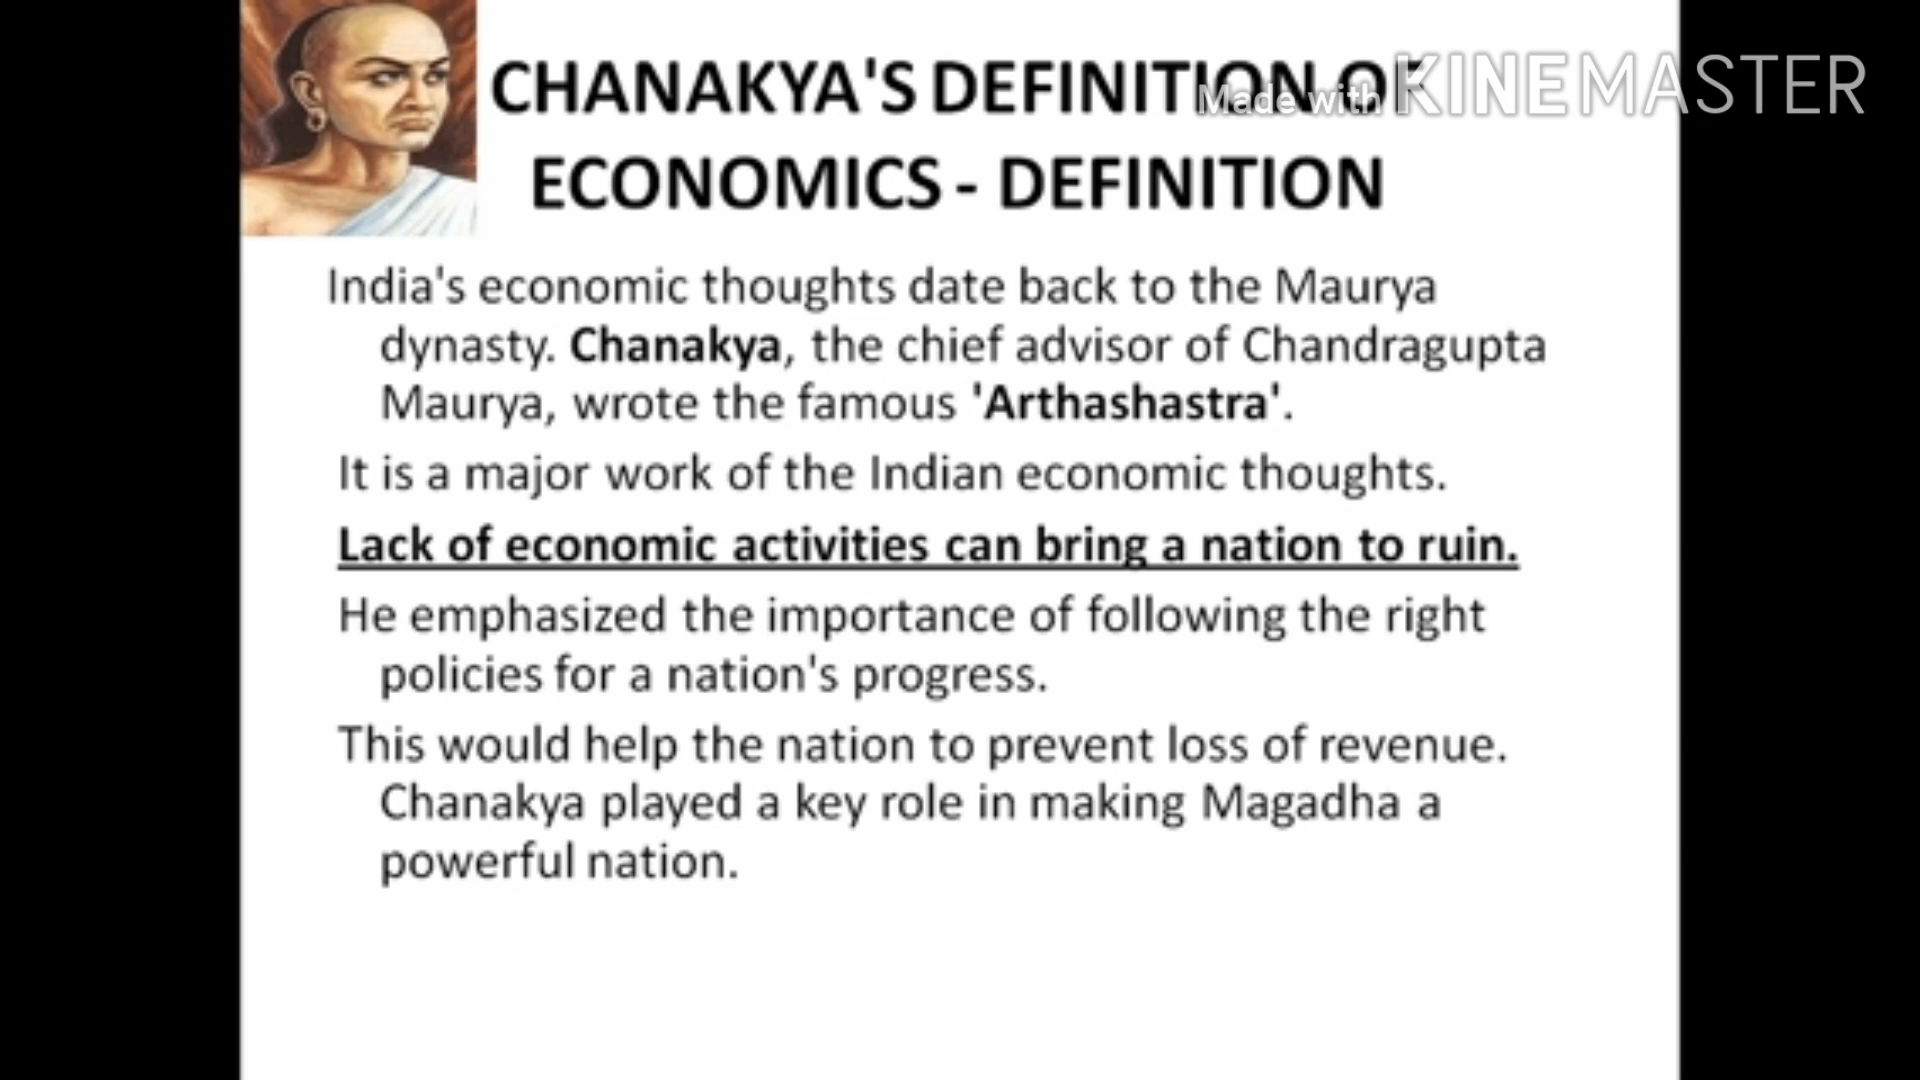 CHANAKYA'S DEFINITION OF
Made with KINEMASTER
ECONOMICS - DEFINITION
India's economic thoughts date back to the Maurya
dynasty. Chanakya, the chief advisor of Chandragupta
Maurya, wrote the famous 'Arthashastra'.
It is a major work of the Indian economic thoughts.
Lack of economic activities can bring a nation to ruin.
He emphasized the importance of following the right
policies for a nation's progress.
This would help the nation to prevent loss of revenue.
Chanakya played a key role in making Magadha a
powerful nation.